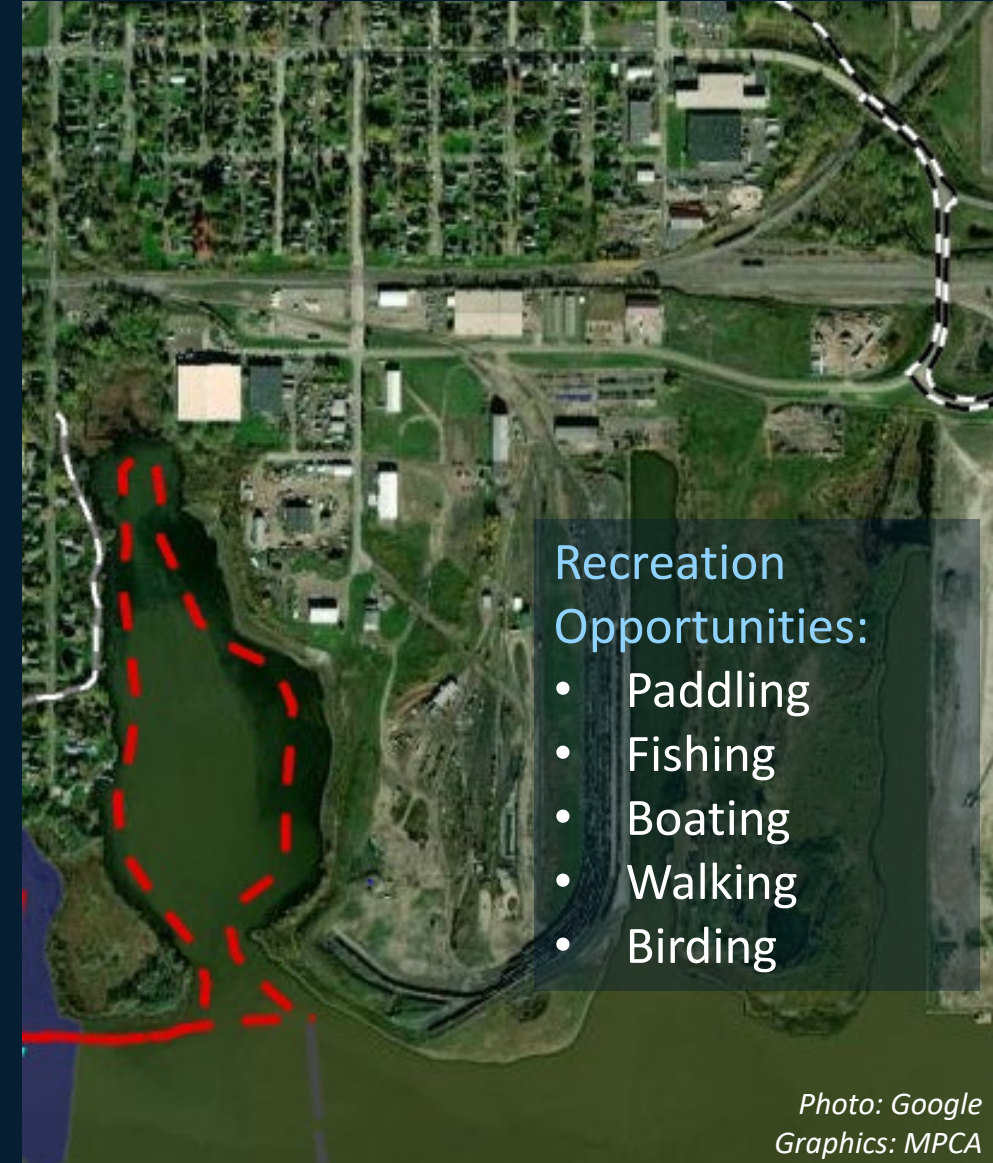 Recreation
Opportunities:
• Paddling
• Fishing
• Boating
• Walking
• Birding
Photo: Google
Graphics: MPCA